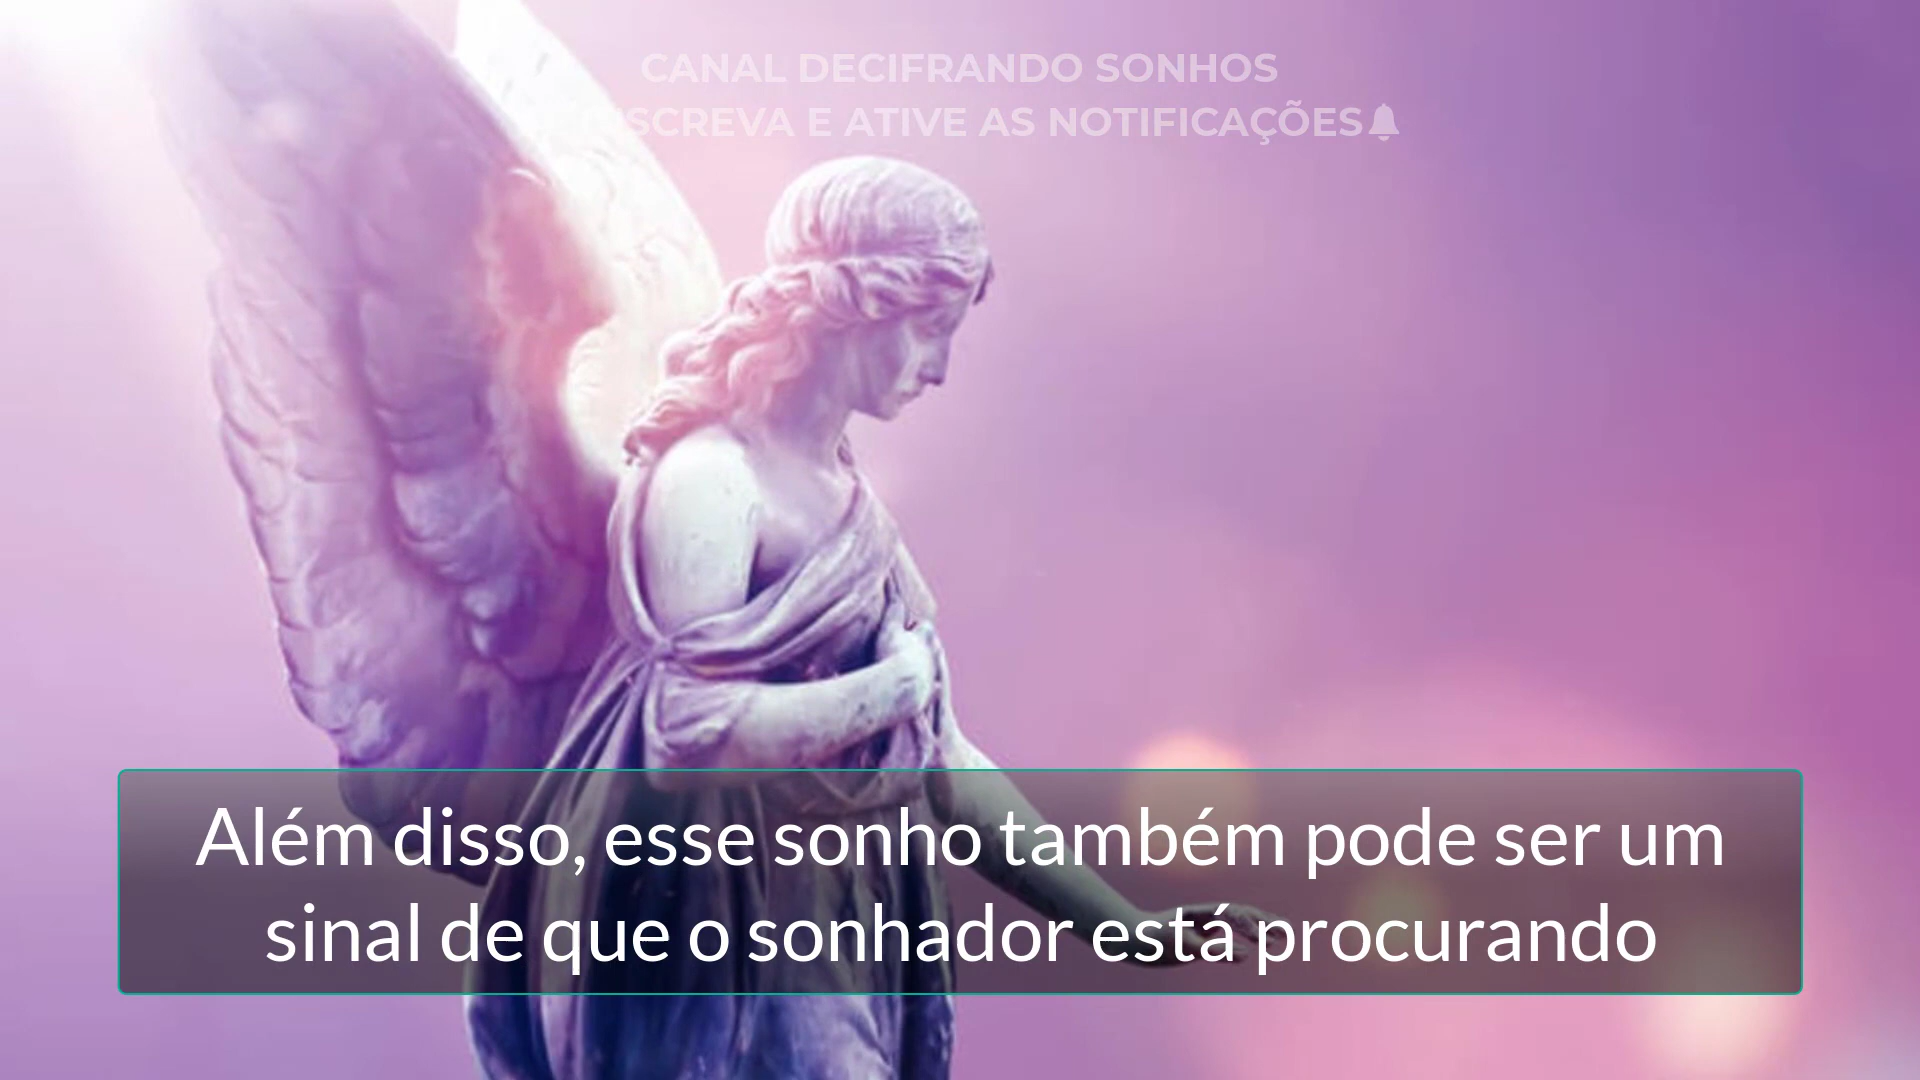 CANAL DECIFRANDO SONHOS
E ATIVE AS NOTIFICAÇÕES
Além disso, esse sonho também pode ser um
sinal de que o sonhador está procurando